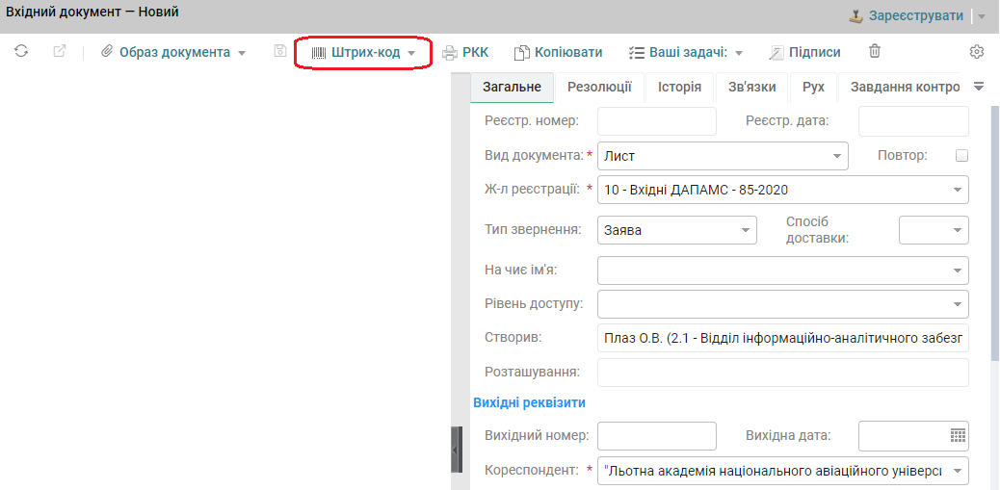 Вхідний документ — Новий
Зареєструвати
Образ документа Штрих-код РКК Копіювати Ваші задачі: Підписи
Загальне Резолюції Історія Зв'язки Рух Завдання контро
Реєстр. номер: Реєстр. дата:
Вид документа: * Лист Повтор:
Ж-л реєстрації: * 10 - Вхідні ДАПАМС - 85-2020
Тип звернення: Заява Спосіб
доставки:
На чиє ім'я:
Рівень доступу:
Створив: Плаз О.В. (2.1 - Відділ інформаційно-аналітичного забезг
Розташування:
Вихідні реквізити
Вихідний номер: Вихідна дата:
Кореспондент: * "Льотна академія національного авіаційного універсі